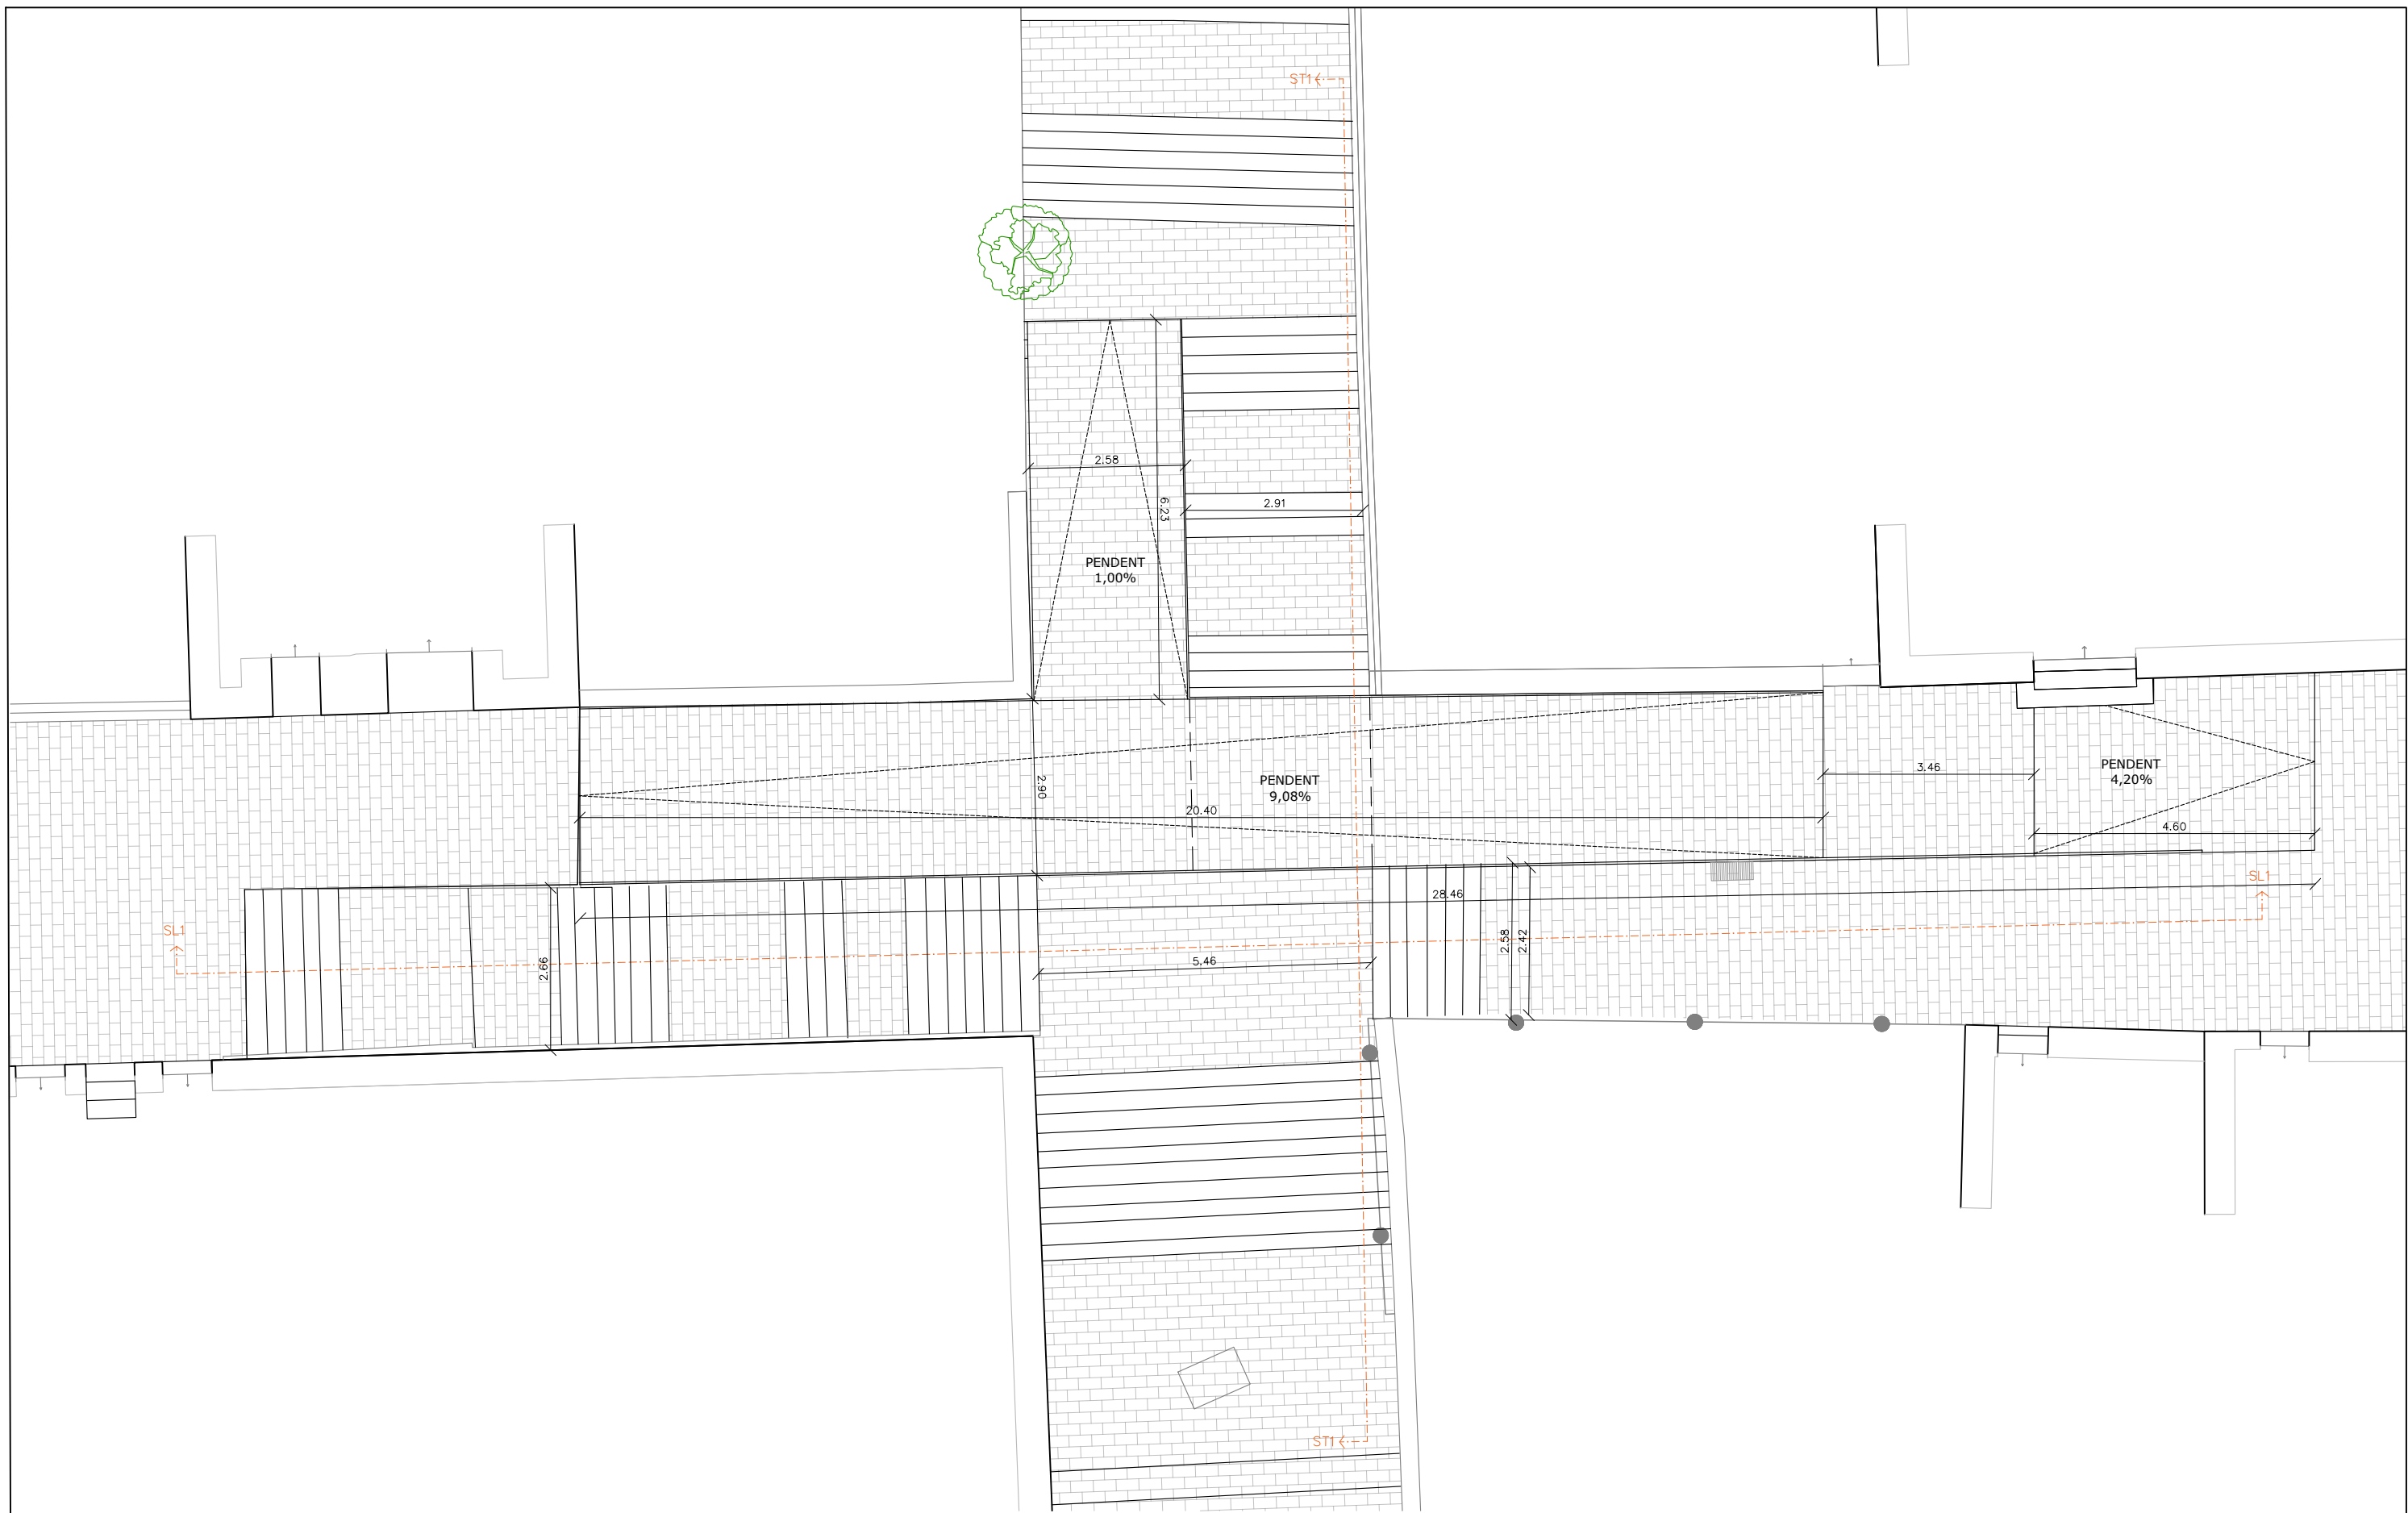 ST1
2.58
6.23
2.91
PENDENT
1,00%
2.90
PENDENT
9,08%
20.40
3.46
PENDENT
4,20%
4.60
SL1
28.46
SL1
2.66
5.46
2.58
2.42
ST1